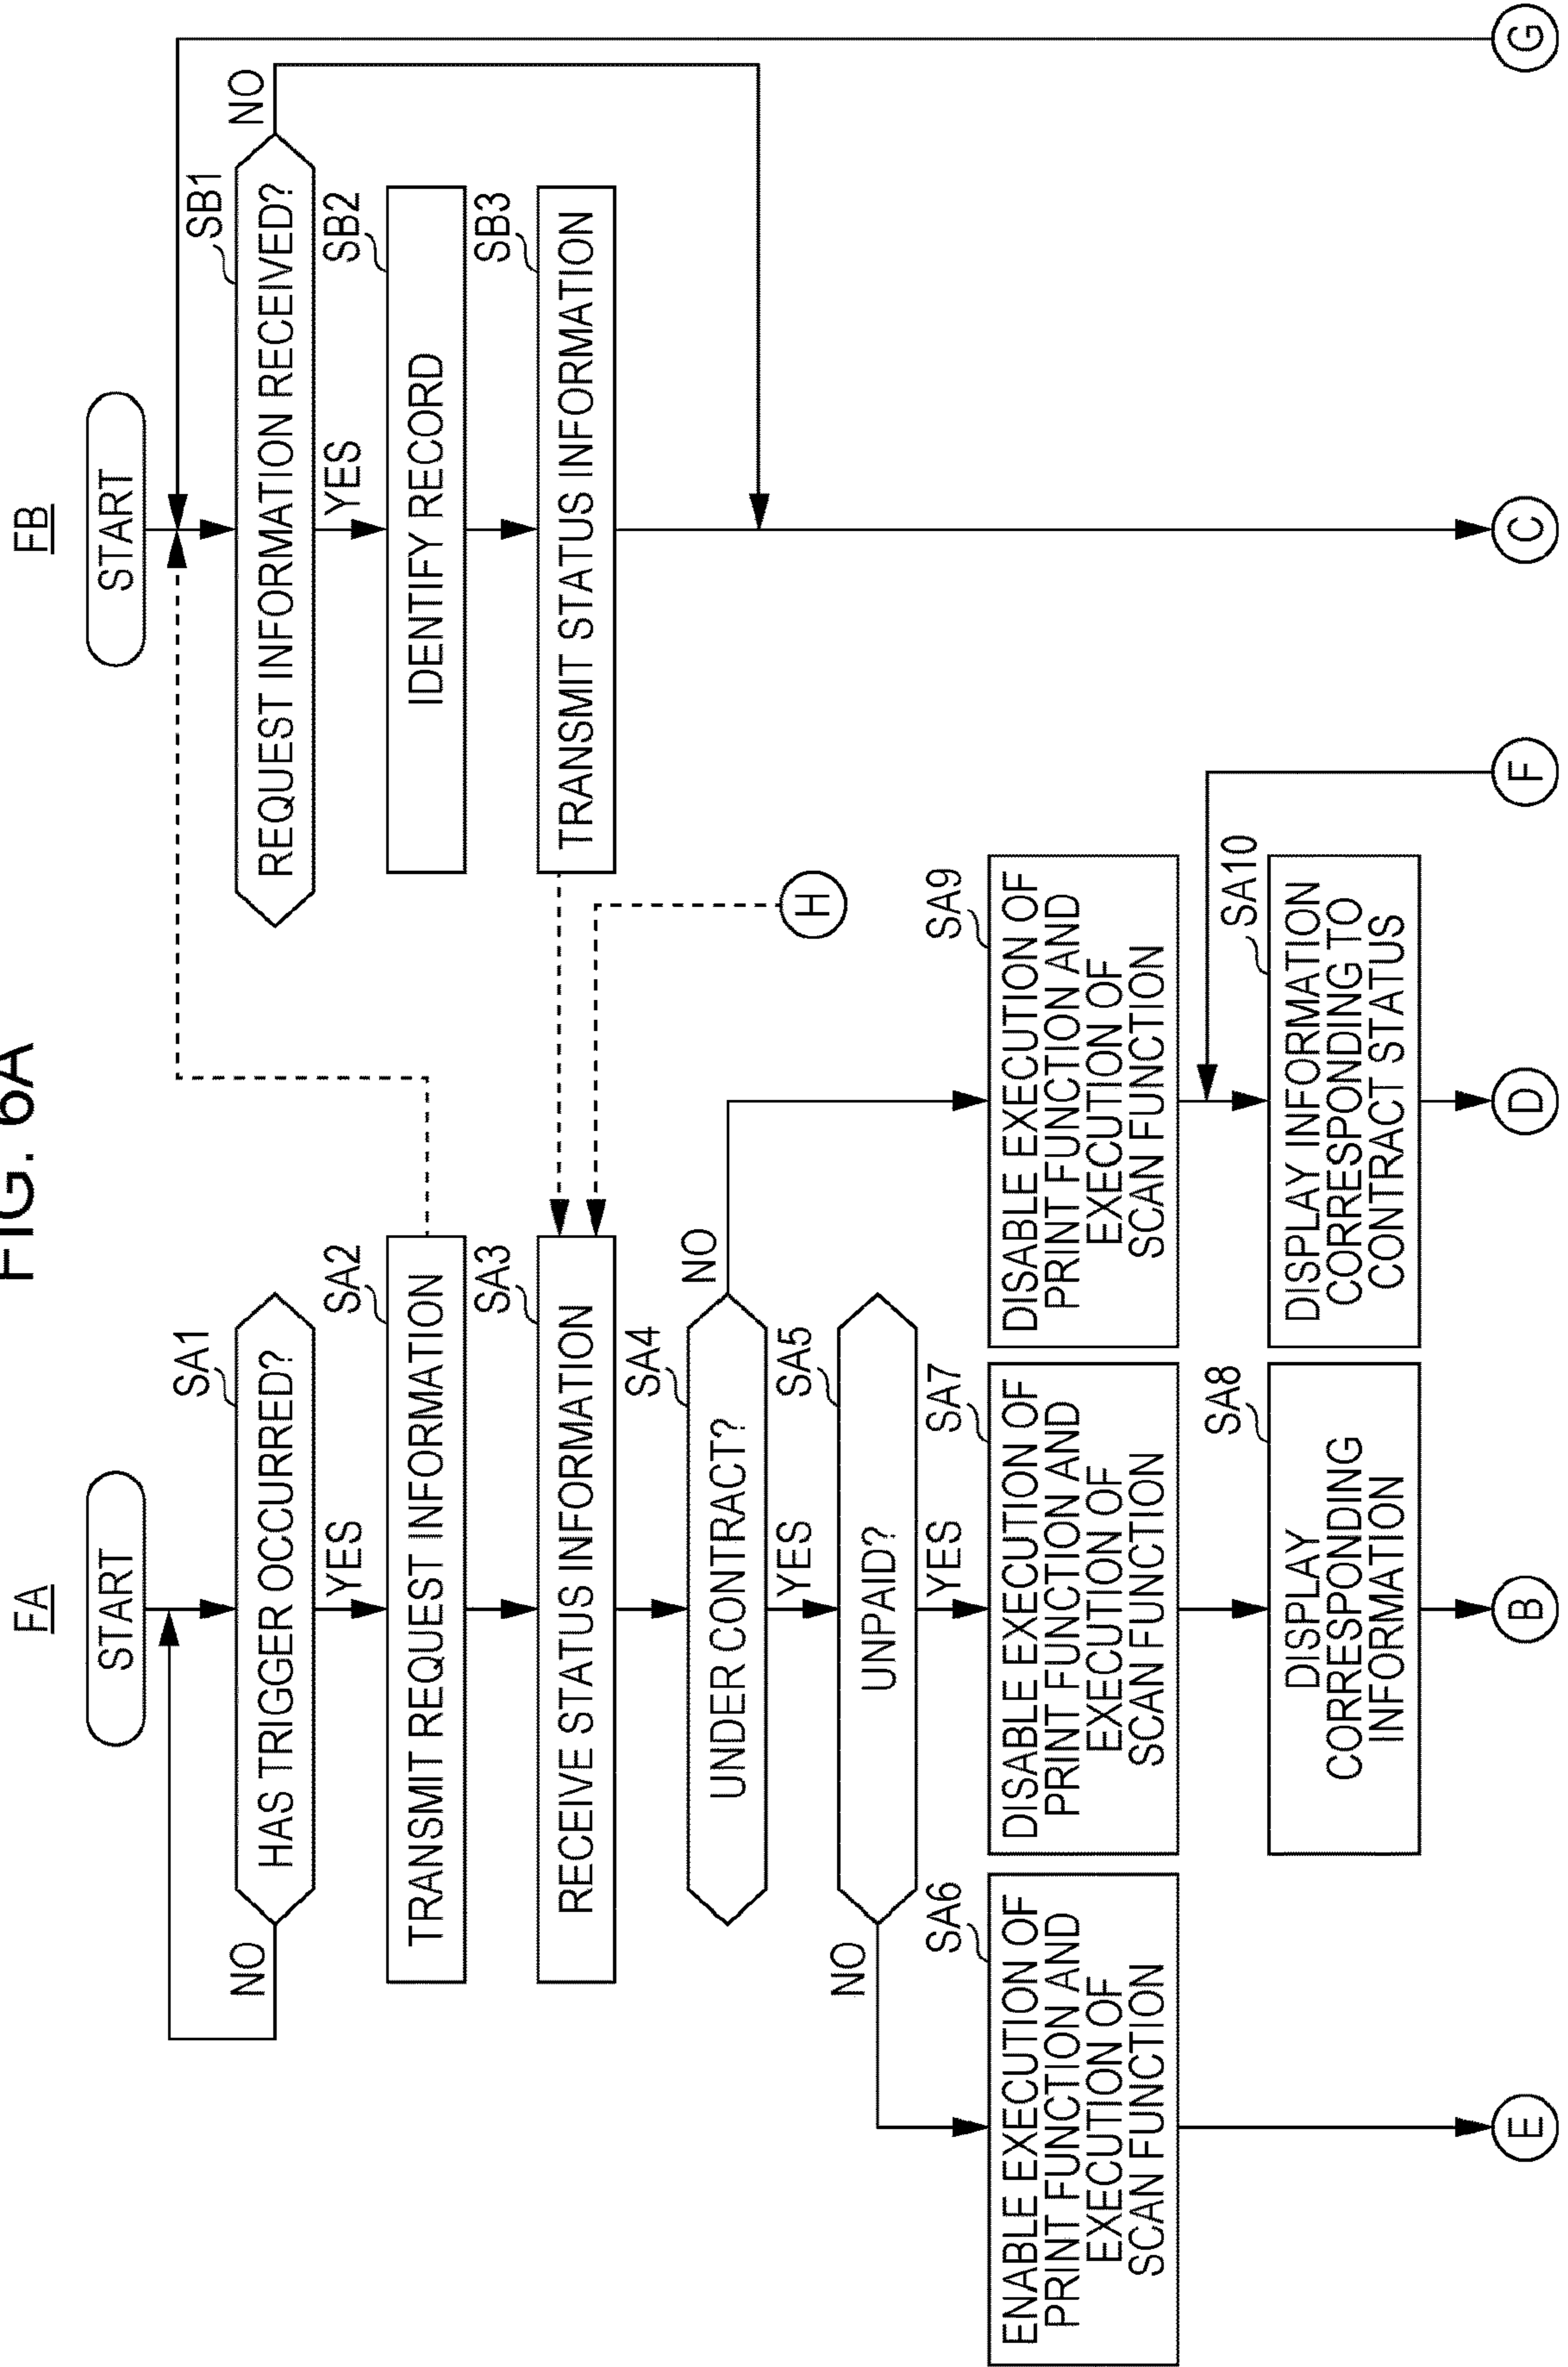 FIG. 6A
FA
START
SA1
HAS TRIGGER OCCURRED?
NO
YES
SA2
TRANSMIT REQUEST INFORMATION
SA3
RECEIVE STATUS INFORMATION
SA4
UNDER CONTRACT?
NO
YES
SA5
UNPAID?
NO
YES
SA6
ENABLE EXECUTION OF
PRINT FUNCTION AND
EXECUTION OF
SCAN FUNCTION
SA7
DISABLE EXECUTION OF
PRINT FUNCTION AND
EXECUTION OF
SCAN FUNCTION
SA8
DISPLAY
CORRESPONDING
INFORMATION
SA9
DISABLE EXECUTION OF
PRINT FUNCTION AND
EXECUTION OF
SCAN FUNCTION
SA10
DISPLAY INFORMATION
CORRESPONDING TO
CONTRACT STATUS
E
B
D
F
FB
START
SB1
REQUEST INFORMATION RECEIVED?
NO
YES
SB2
IDENTIFY RECORD
SB3
TRANSMIT STATUS INFORMATION
H
C
G